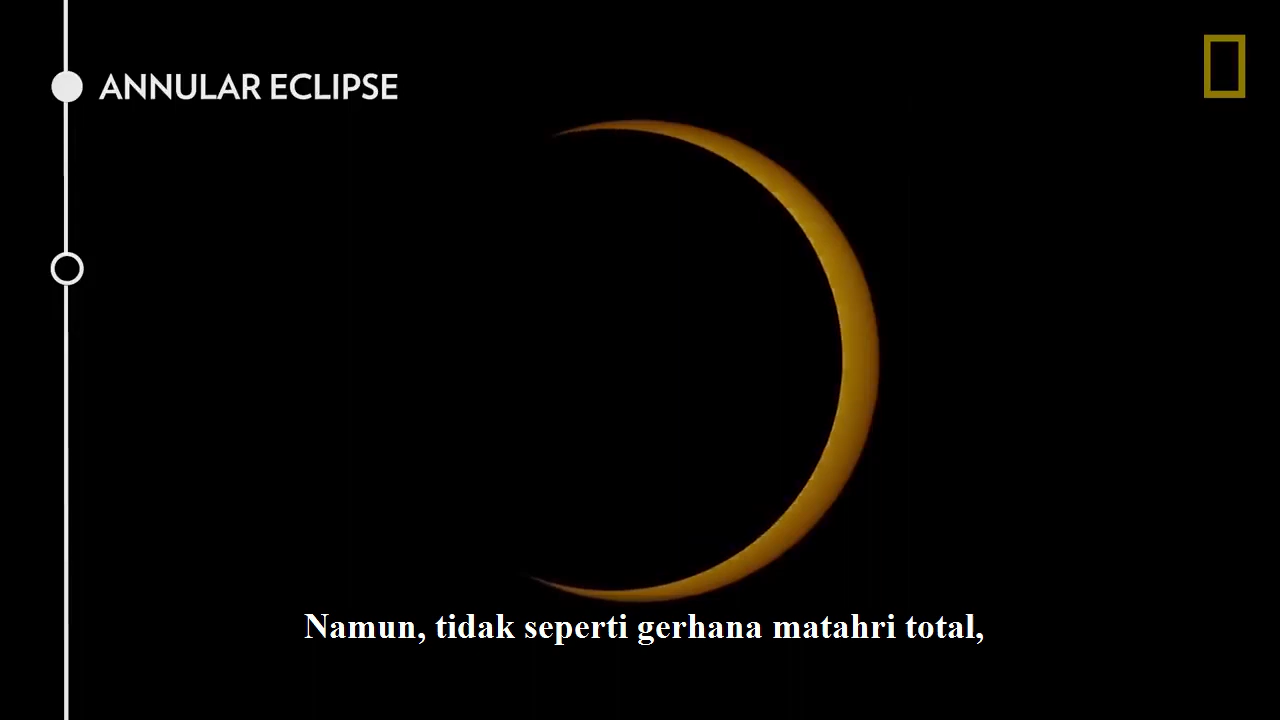 ANNULAR ECLIPSE
Namun, tidak seperti gerhana matahri total,